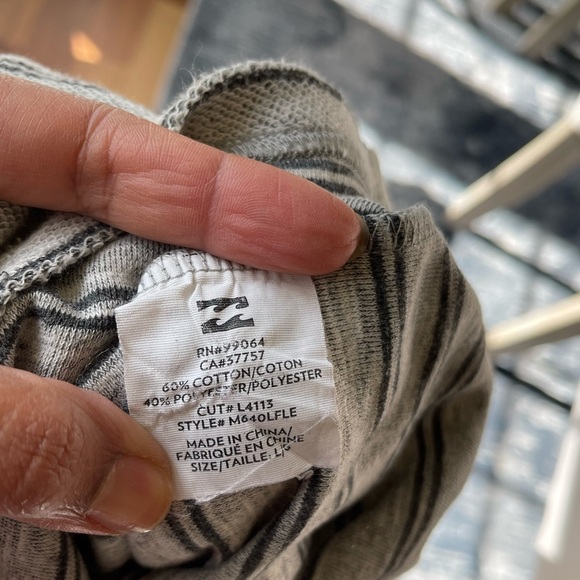 RN#99064
CA#37757
60% COTTON/COTON
40% POLYESTER/POLYESTER
CUT# L4113
STYLE# M640LFLE
MADE IN CHINA/
FABRIQUÉ EN CHINE
SIZE/TAILLE: L/G